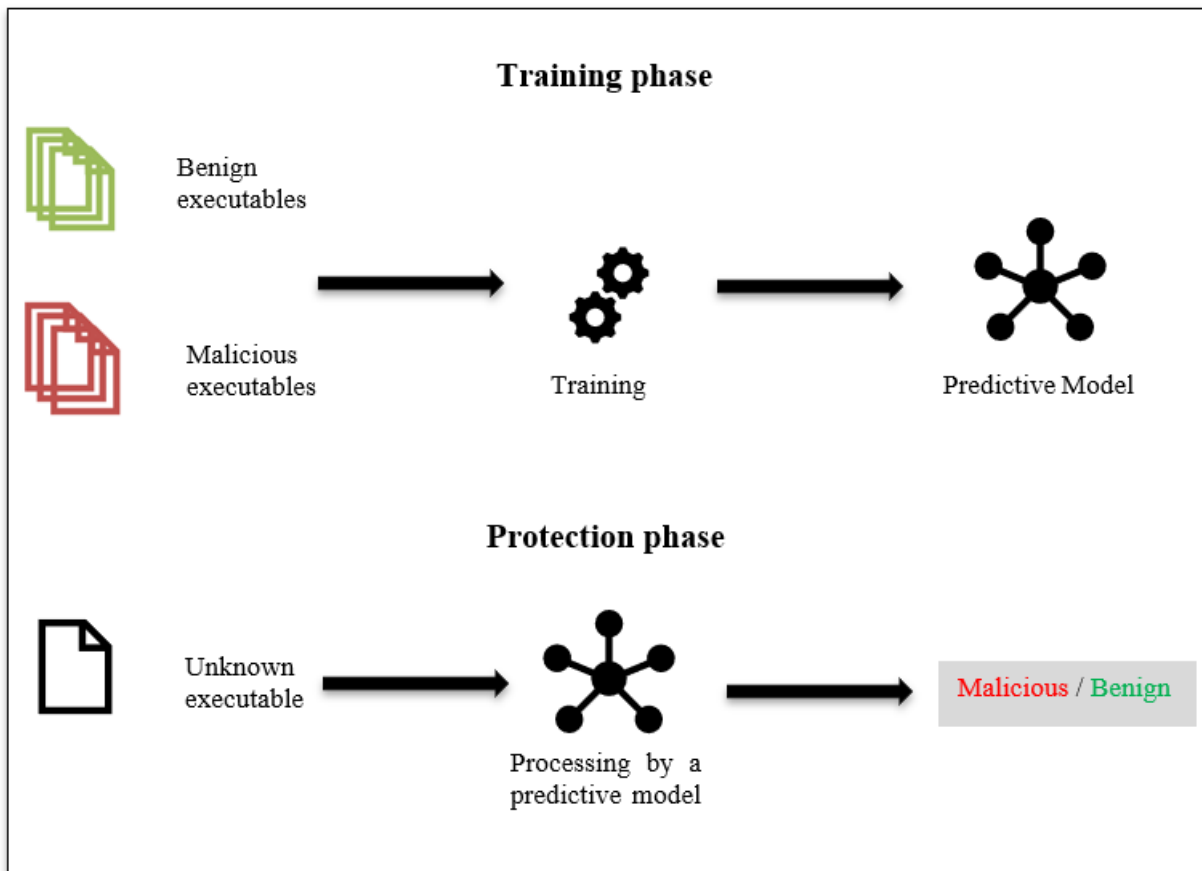 Training phase
Benign
executables
Malicious
executables
Training
Predictive Model
Protection phase
Unknown
executable
Processing by a
predictive model
Malicious / Benign